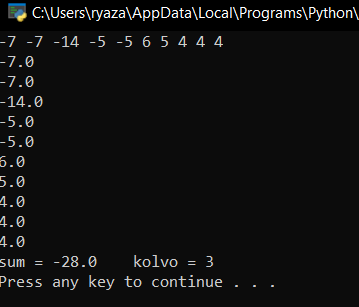 C:\Users\ryaza\AppData\Local\Programs\Python\
-7 -7 -14 -5 -5 6 5 4 4 4
-7.0
-7.0
-14.0
-5.0
-5.0
6.0
5.0
4.0
4.0
4.0
sum = -28.0    kolvo = 3
Press any key to continue . . .